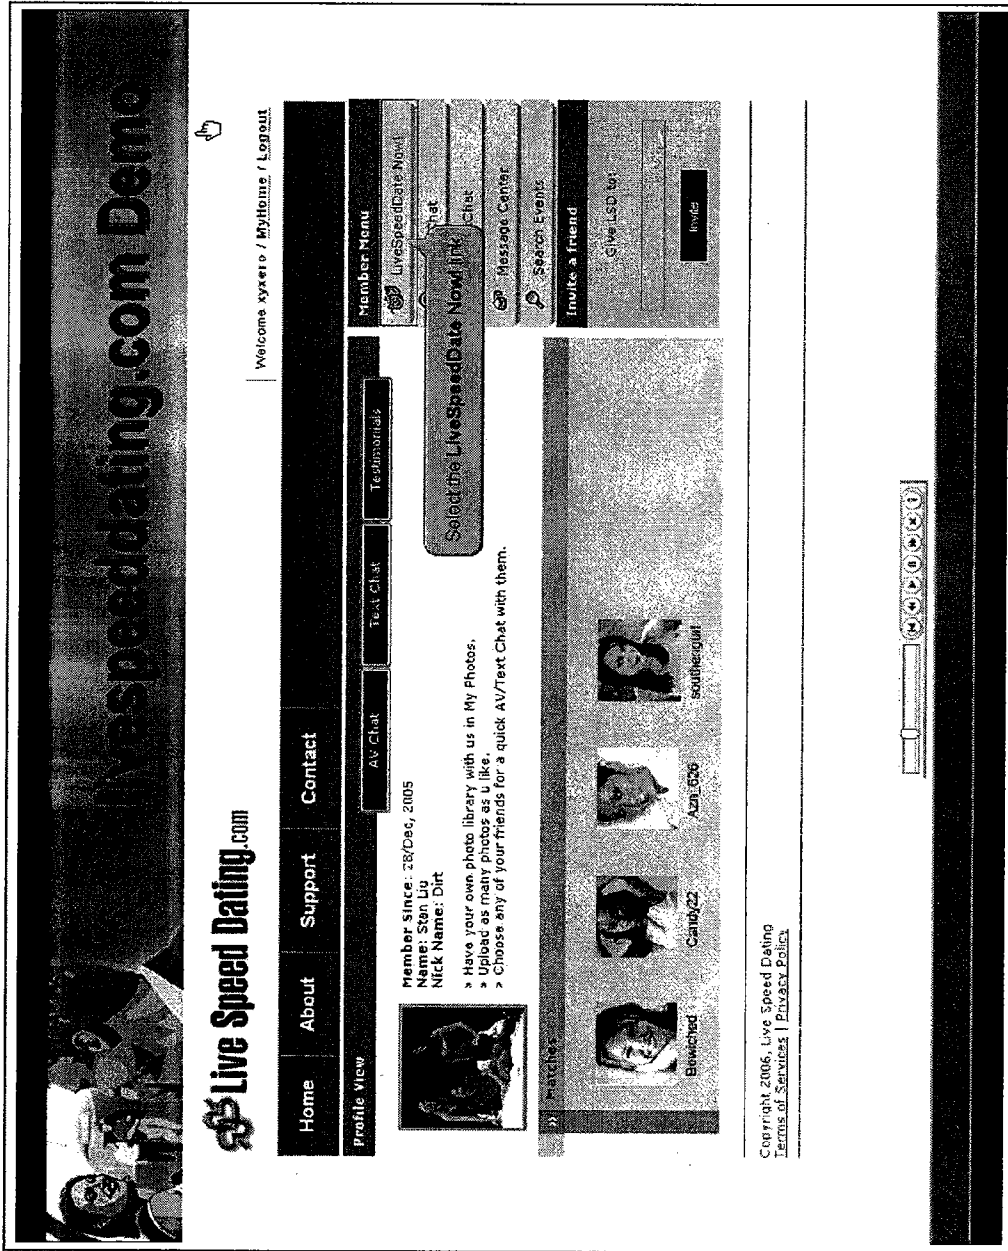 livespeeddating.com Demo
Live Speed Dating.com
Welcome xyxero / MyHome / Logout
Home
About
Support
Contact
Profile View
AV Chat
Text Chat
Testimonials
Member Since: 28/Dec, 2005
Name: Stan Liu
Nick Name: Dirt
» Have your own photo library with us in My Photos.
» Upload as many photos as U like.
» Choose any of your friends for a quick AV/Text Chat with them.
Member Menu
LiveSpeedDate Now!
Chat
Chat
Select the LiveSpeedDate Now! link
Message Center
Search Events
Invite a friend
Give LSD to:
Invite!
» Matches
Bewiched
Candy22
Azn_626
southerngurl
Copyright 2006, Live Speed Dating
Terms of Services | Privacy Policy